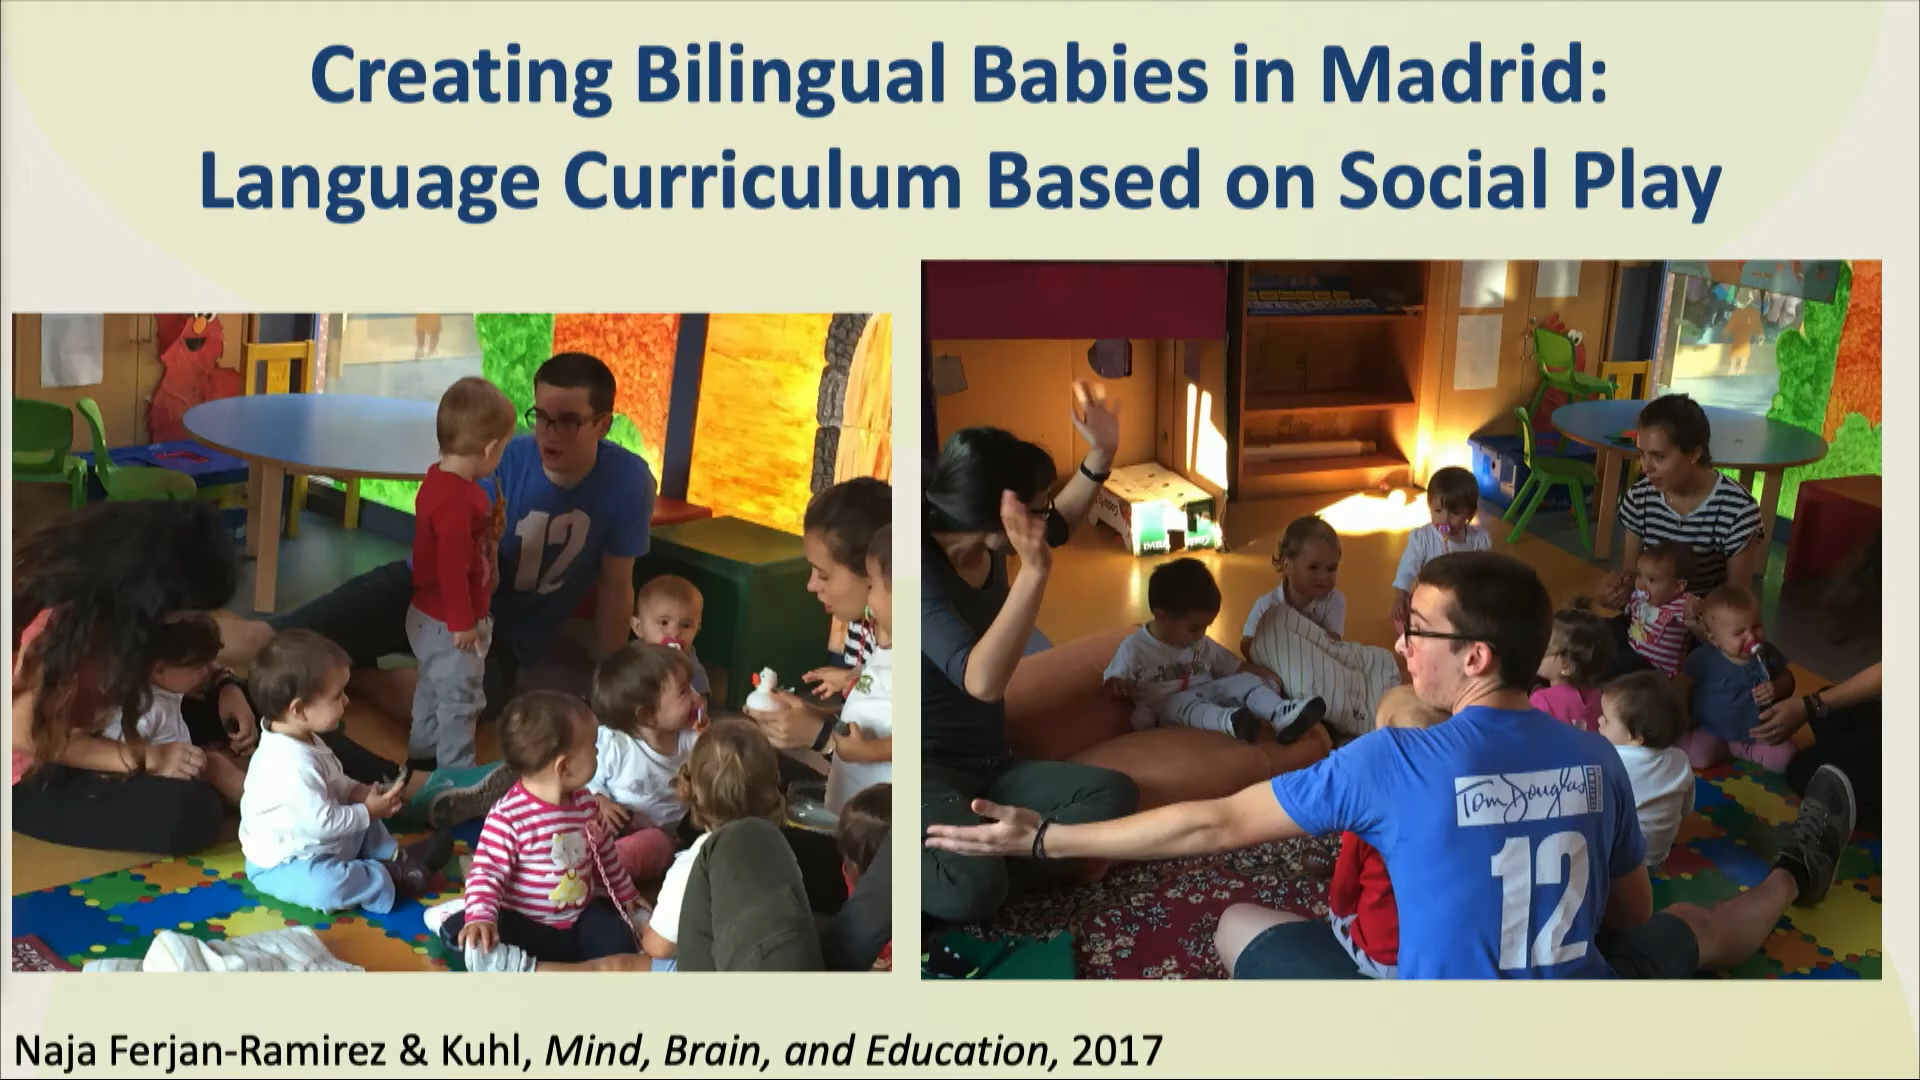 Creating Bilingual Babies in Madrid:
Language Curriculum Based on Social Play
12
Tom Douglas
12
Naja Ferjan-Ramirez & Kuhl, Mind, Brain, and Education, 2017